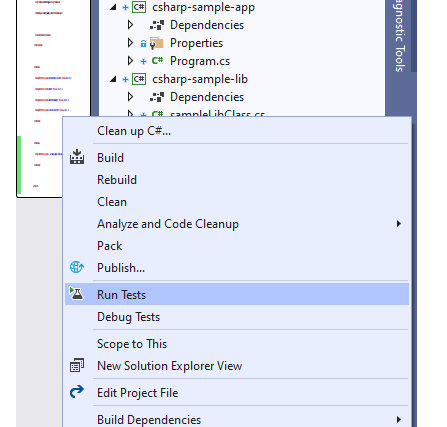 C# csharp-sample-app
Dependencies
Properties
C# Program.cs
C# csharp-sample-lib
Dependencies
C# sampleLibClass.cs
agnostic Tools
Clean up C#...
Build
Rebuild
Clean
Analyze and Code Cleanup
Pack
Publish...
Run Tests
Debug Tests
Scope to This
New Solution Explorer View
Edit Project File
Build Dependencies